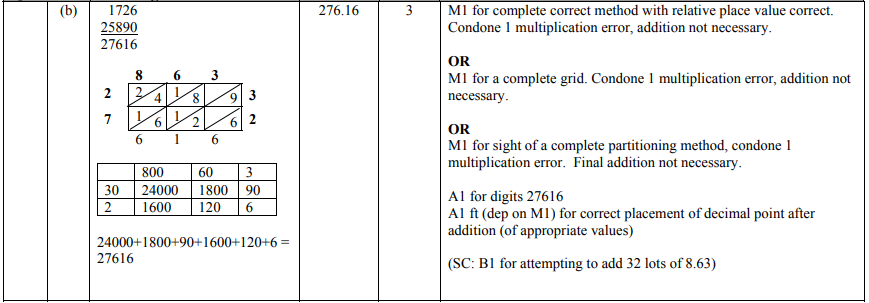 (b)
1726
25890
27616
8 6 3
2 2 4 1 8 9 3
7 1 6 1 2 6 2
6 1 6
800 60 3
30 24000 1800 90
2 1600 120 6
24000+1800+90+1600+120+6 =
27616
276.16
3
M1 for complete correct method with relative place value correct.
Condone 1 multiplication error, addition not necessary.
OR
M1 for a complete grid. Condone 1 multiplication error, addition not
necessary.
OR
M1 for sight of a complete partitioning method, condone 1
multiplication error. Final addition not necessary.
A1 for digits 27616
A1 ft (dep on M1) for correct placement of decimal point after
addition (of appropriate values)
(SC: B1 for attempting to add 32 lots of 8.63)